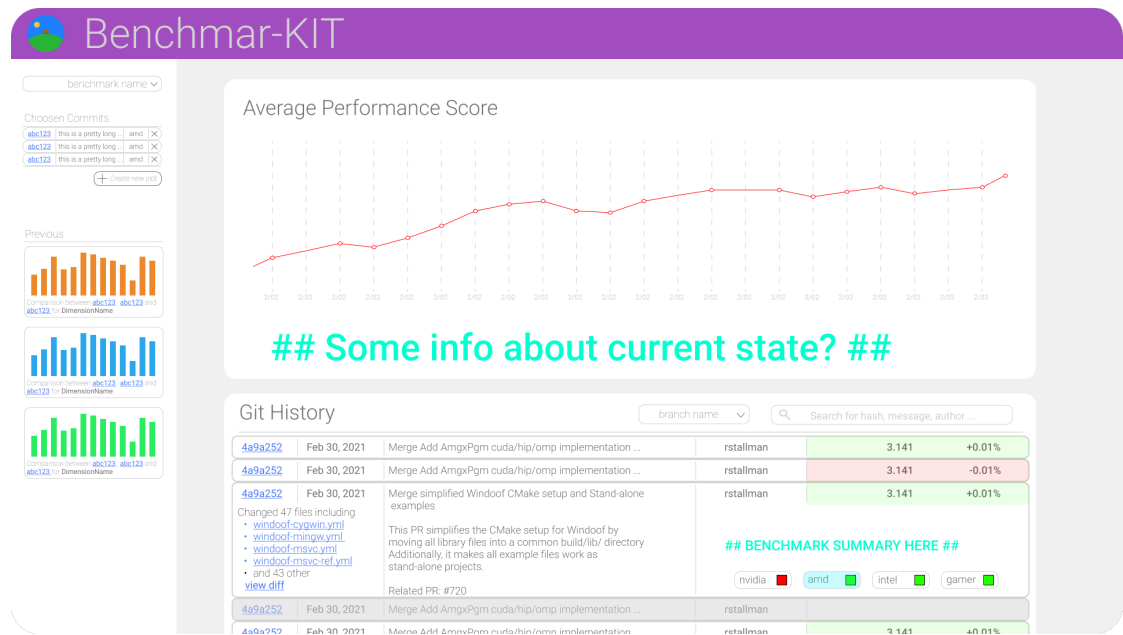 Benchmar-KIT
benchmark name
Choosen Commits
abc123 this is a pretty long ... amd
abc123 this is a pretty long ... amd
abc123 this is a pretty long ... amd
Create new plot
Previous
Comparison between abc123 abc123 and
abc123 for DimensionName
Comparison between abc123 abc123 and
abc123 for DimensionName
Comparison between abc123 abc123 and
abc123 for DimensionName
Average Performance Score
2/02 2/02 2/02 2/02 2/02 2/02 2/02 2/02 2/02 2/02 2/02 2/02 2/02 2/02 2/02 2/02 2/02 2/02 2/02 2/02 2/02 2/02
## Some info about current state? ##
Git History
branch name
Search for hash, message, author ...
4a9a252 Feb 30, 2021 Merge Add AmgxPgm cuda/hip/omp implementation ... rstallman 3.141 +0.01%
4a9a252 Feb 30, 2021 Merge Add AmgxPgm cuda/hip/omp implementation ... rstallman 3.141 -0.01%
4a9a252 Feb 30, 2021 Merge simplified Windoof CMake setup and Stand-alone rstallman 3.141 +0.01%
examples
Changed 47 files including
windoof-cygwin.yml
windoof-mingw.yml
windoof-msvc.yml
windoof-msvc-ref.yml
and 43 other
view diff
This PR simplifies the CMake setup for Windoof by
moving all library files into a common build/lib/ directory
Additionally, it makes all example files work as
stand-alone projects.
Related PR: #720
## BENCHMARK SUMMARY HERE ##
nvidia amd intel gamer
4a9a252 Feb 30, 2021 Merge Add AmgxPgm cuda/hip/omp implementation ... rstallman
4a9a252 Feb 30, 2021 Merge Add AmgxPgm cuda/hip/omp implementation ... rstallman 3.141 +0.01%